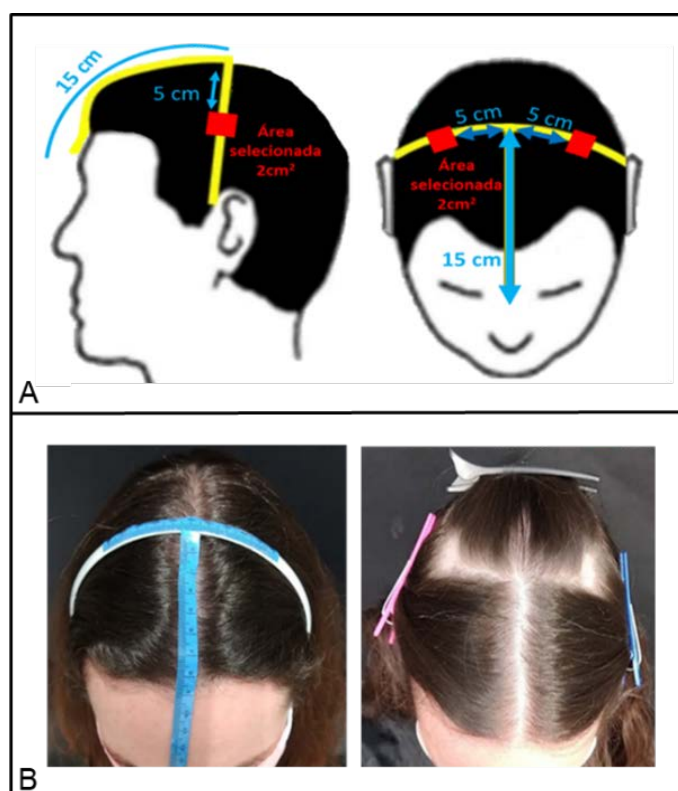 15 cm
5 cm
Área
selecionada
2cm²
5 cm 5 cm
Área
selecionada
2cm²
15 cm
A
B